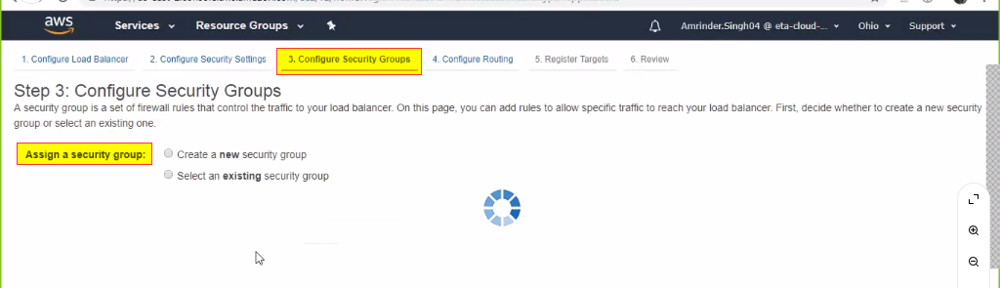 aws Services Resource Groups Amrinder.Singh04 @ eta-cloud-... Ohio Support
1. Configure Load Balancer 2. Configure Security Settings 3. Configure Security Groups 4. Configure Routing 5. Register Targets 6. Review
Step 3: Configure Security Groups
A security group is a set of firewall rules that control the traffic to your load balancer. On this page, you can add rules to allow specific traffic to reach your load balancer. First, decide whether to create a new security
group or select an existing one.
Assign a security group: Create a new security group
Select an existing security group